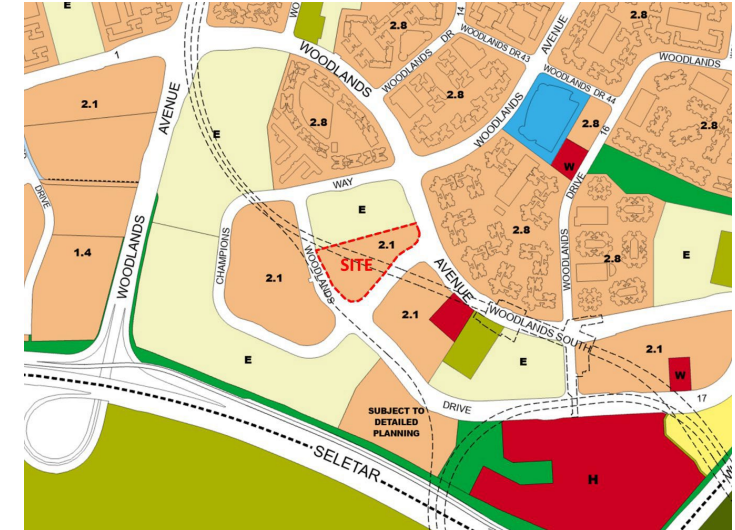 E
WO
2.8
14
AVENUE
2.8
WOODLANDS DR 43
WOODLANDS
WOODLANDS DR
1
WOODLANDS
WOODLANDS DR 44
2.1
AVENUE
2.8
WOODLANDS
2.8
16
2.8
E
2.8
W
WAY
DRIVE
DRIVE
E
2.1
2.8
E
1.4
WOODLANDS
CHAMPIONS
2.1
WOODLANDS
SITE
AVENUE
WOODLANDS
2.8
2.1
WOODLANDS SOUTH
E
E
2.1
W
SUBJECT TO
DETAILED
PLANNING
DRIVE
17
SELETAR
H